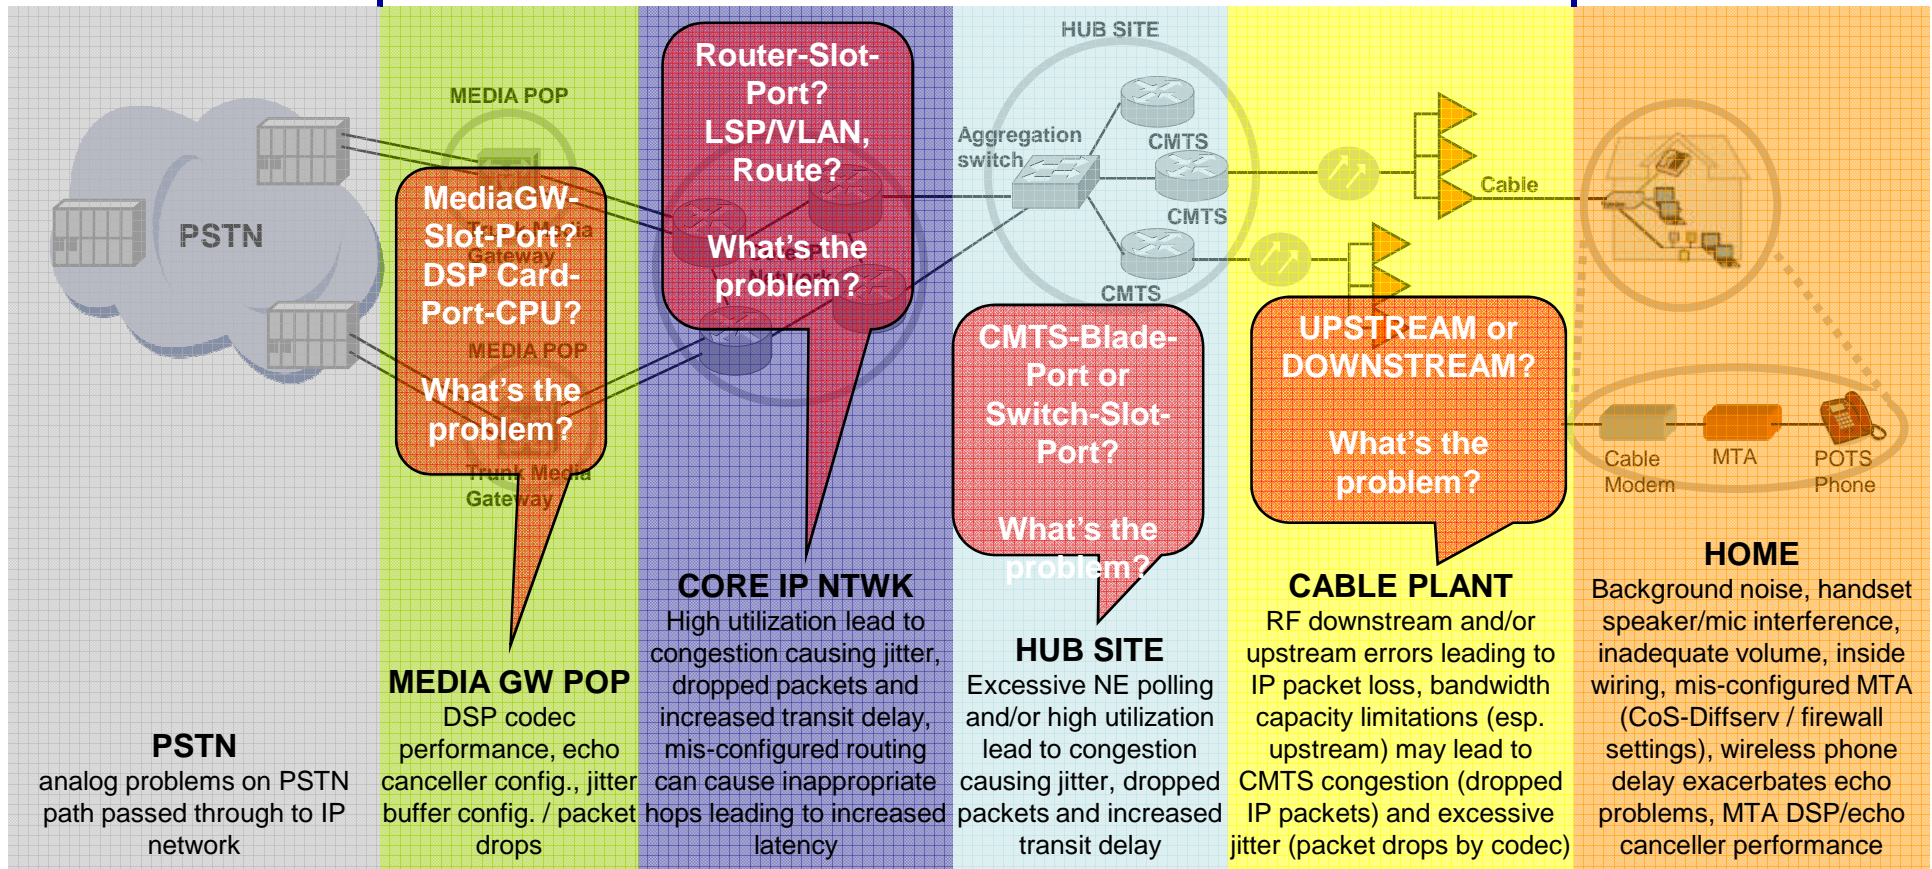 HUB SITE
MEDIA POP
Aggregation
switch
CMTS
CMTS
CMTS
Cable
PSTN
Trunk Media
Gateway
MEDIA POP
Trunk Media
Gateway
Network
Cable
Modem
MTA
POTS
Phone
MediaGW-
Slot-Port?
DSP Card-
Port-CPU?
What's the
problem?
Router-Slot-
Port?
LSP/VLAN,
Route?
What's the
problem?
CMTS-Blade-
Port or
Switch-Slot-
Port?
What's the
problem?
UPSTREAM or
DOWNSTREAM?
What's the
problem?
PSTN
analog problems on PSTN
path passed through to IP
network
MEDIA GW POP
DSP codec
performance, echo
canceller config., jitter
buffer config. / packet
drops
CORE IP NTWK
High utilization lead to
congestion causing jitter,
dropped packets and
increased transit delay,
mis-configured routing
can cause inappropriate
hops leading to increased
latency
HUB SITE
Excessive NE polling
and/or high utilization
lead to congestion
causing jitter, dropped
packets and increased
transit delay
CABLE PLANT
RF downstream and/or
upstream errors leading to
IP packet loss, bandwidth
capacity limitations (esp.
upstream) may lead to
CMTS congestion (dropped
IP packets) and excessive
jitter (packet drops by codec)
HOME
Background noise, handset
speaker/mic interference,
inadequate volume, inside
wiring, mis-configured MTA
(CoS-Diffserv / firewall
settings), wireless phone
delay exacerbates echo
problems, MTA DSP/echo
canceller performance